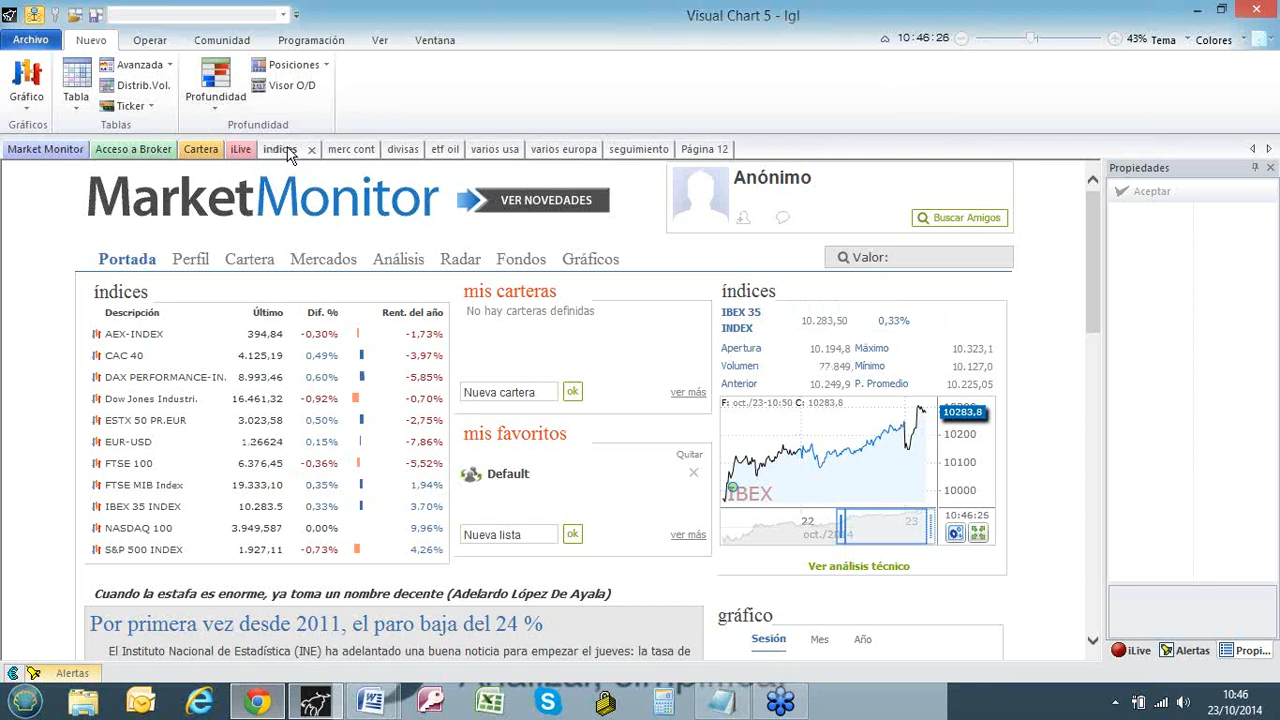 Visual Chart 5 - lgl
Archivo Nuevo Operar Comunidad Programación Ver Ventana
10:46:26 43% Tema Colores
Gráfico Tabla Avanzada Distrib.Vol. Ticker Profundidad Posiciones Visor O/D
Gráficos Tablas Profundidad
Market Monitor Acceso a Broker Cartera iLive merc cont divisas etf oil varios usa varios europa seguimiento Página 12
MarketMonitor VER NOVEDADES
Anónimo
Buscar Amigos
Portada Perfil Cartera Mercados Análisis Radar Fondos Gráficos
Valor:
índices
Descripción Último Dif. % Rent. del año
AEX-INDEX 394,84 -0,30% -1,73%
CAC 40 4.125,19 0,49% -3,97%
DAX PERFORMANCE-IN. 8.993,46 0,60% -5,85%
Dow Jones Industri. 16.461,32 -0,92% -0,70%
ESTX 50 PR.EUR 3.023,58 0,50% -2,75%
EUR-USD 1.26624 0,15% -7,86%
FTSE 100 6.376,45 -0,36% -5,52%
FTSE MIB Index 19.333,10 0,35% 1,94%
IBEX 35 INDEX 10.283.5 0,33% 3.70%
NASDAQ 100 3.949.587 0,00% 9,96%
S&P 500 INDEX 1.927,11 -0,73% 4,26%
mis carteras
No hay carteras definidas
Nueva cartera ok ver más
mis favoritos
Quitar
Default
Nueva lista ok ver más
índices
IBEX 35 INDEX 10.283,50 0,33%
Apertura 10.194,8 Máximo 10.323,1
Volumen 77.849 Mínimo 10.127,0
Anterior 10.249,9 P. Promedio 10.225,05
F: oct./23-10:50 C: 10283,8
10283,8
10200
10100
10000
IBEX
22 23
10:46:25
Ver análisis técnico
Cuando la estafa es enorme, ya toma un nombre decente (Adelardo López De Ayala)
Por primera vez desde 2011, el paro baja del 24 %
El Instituto Nacional de Estadística (INE) ha adelantado una buena noticia para empezar el jueves: la tasa de
gráfico
Sesión Mes Año
Propiedades
Aceptar
iLive Alertas Propi...
Alertas
10:46
23/10/2014